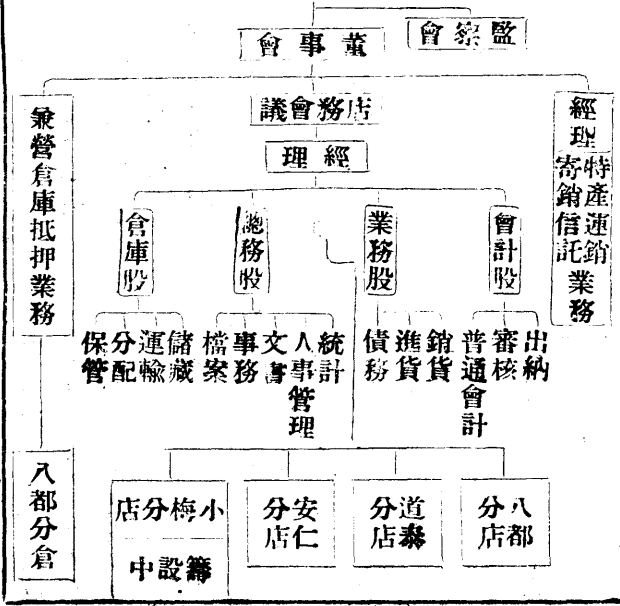 監察會
董事會
店務會議
經理
經理
特產運銷
寄銷信託
業務
會計股
出納
審核
普通會計
業務股
銷貨
進貨
債務
總務股
統計
人事管理
文書
事務
檔案
倉庫股
儲藏
運輸
分配
保管
兼營倉庫抵押業務
八都分倉
八都分店
道泰分店
安仁分店
小梅分店
籌設中